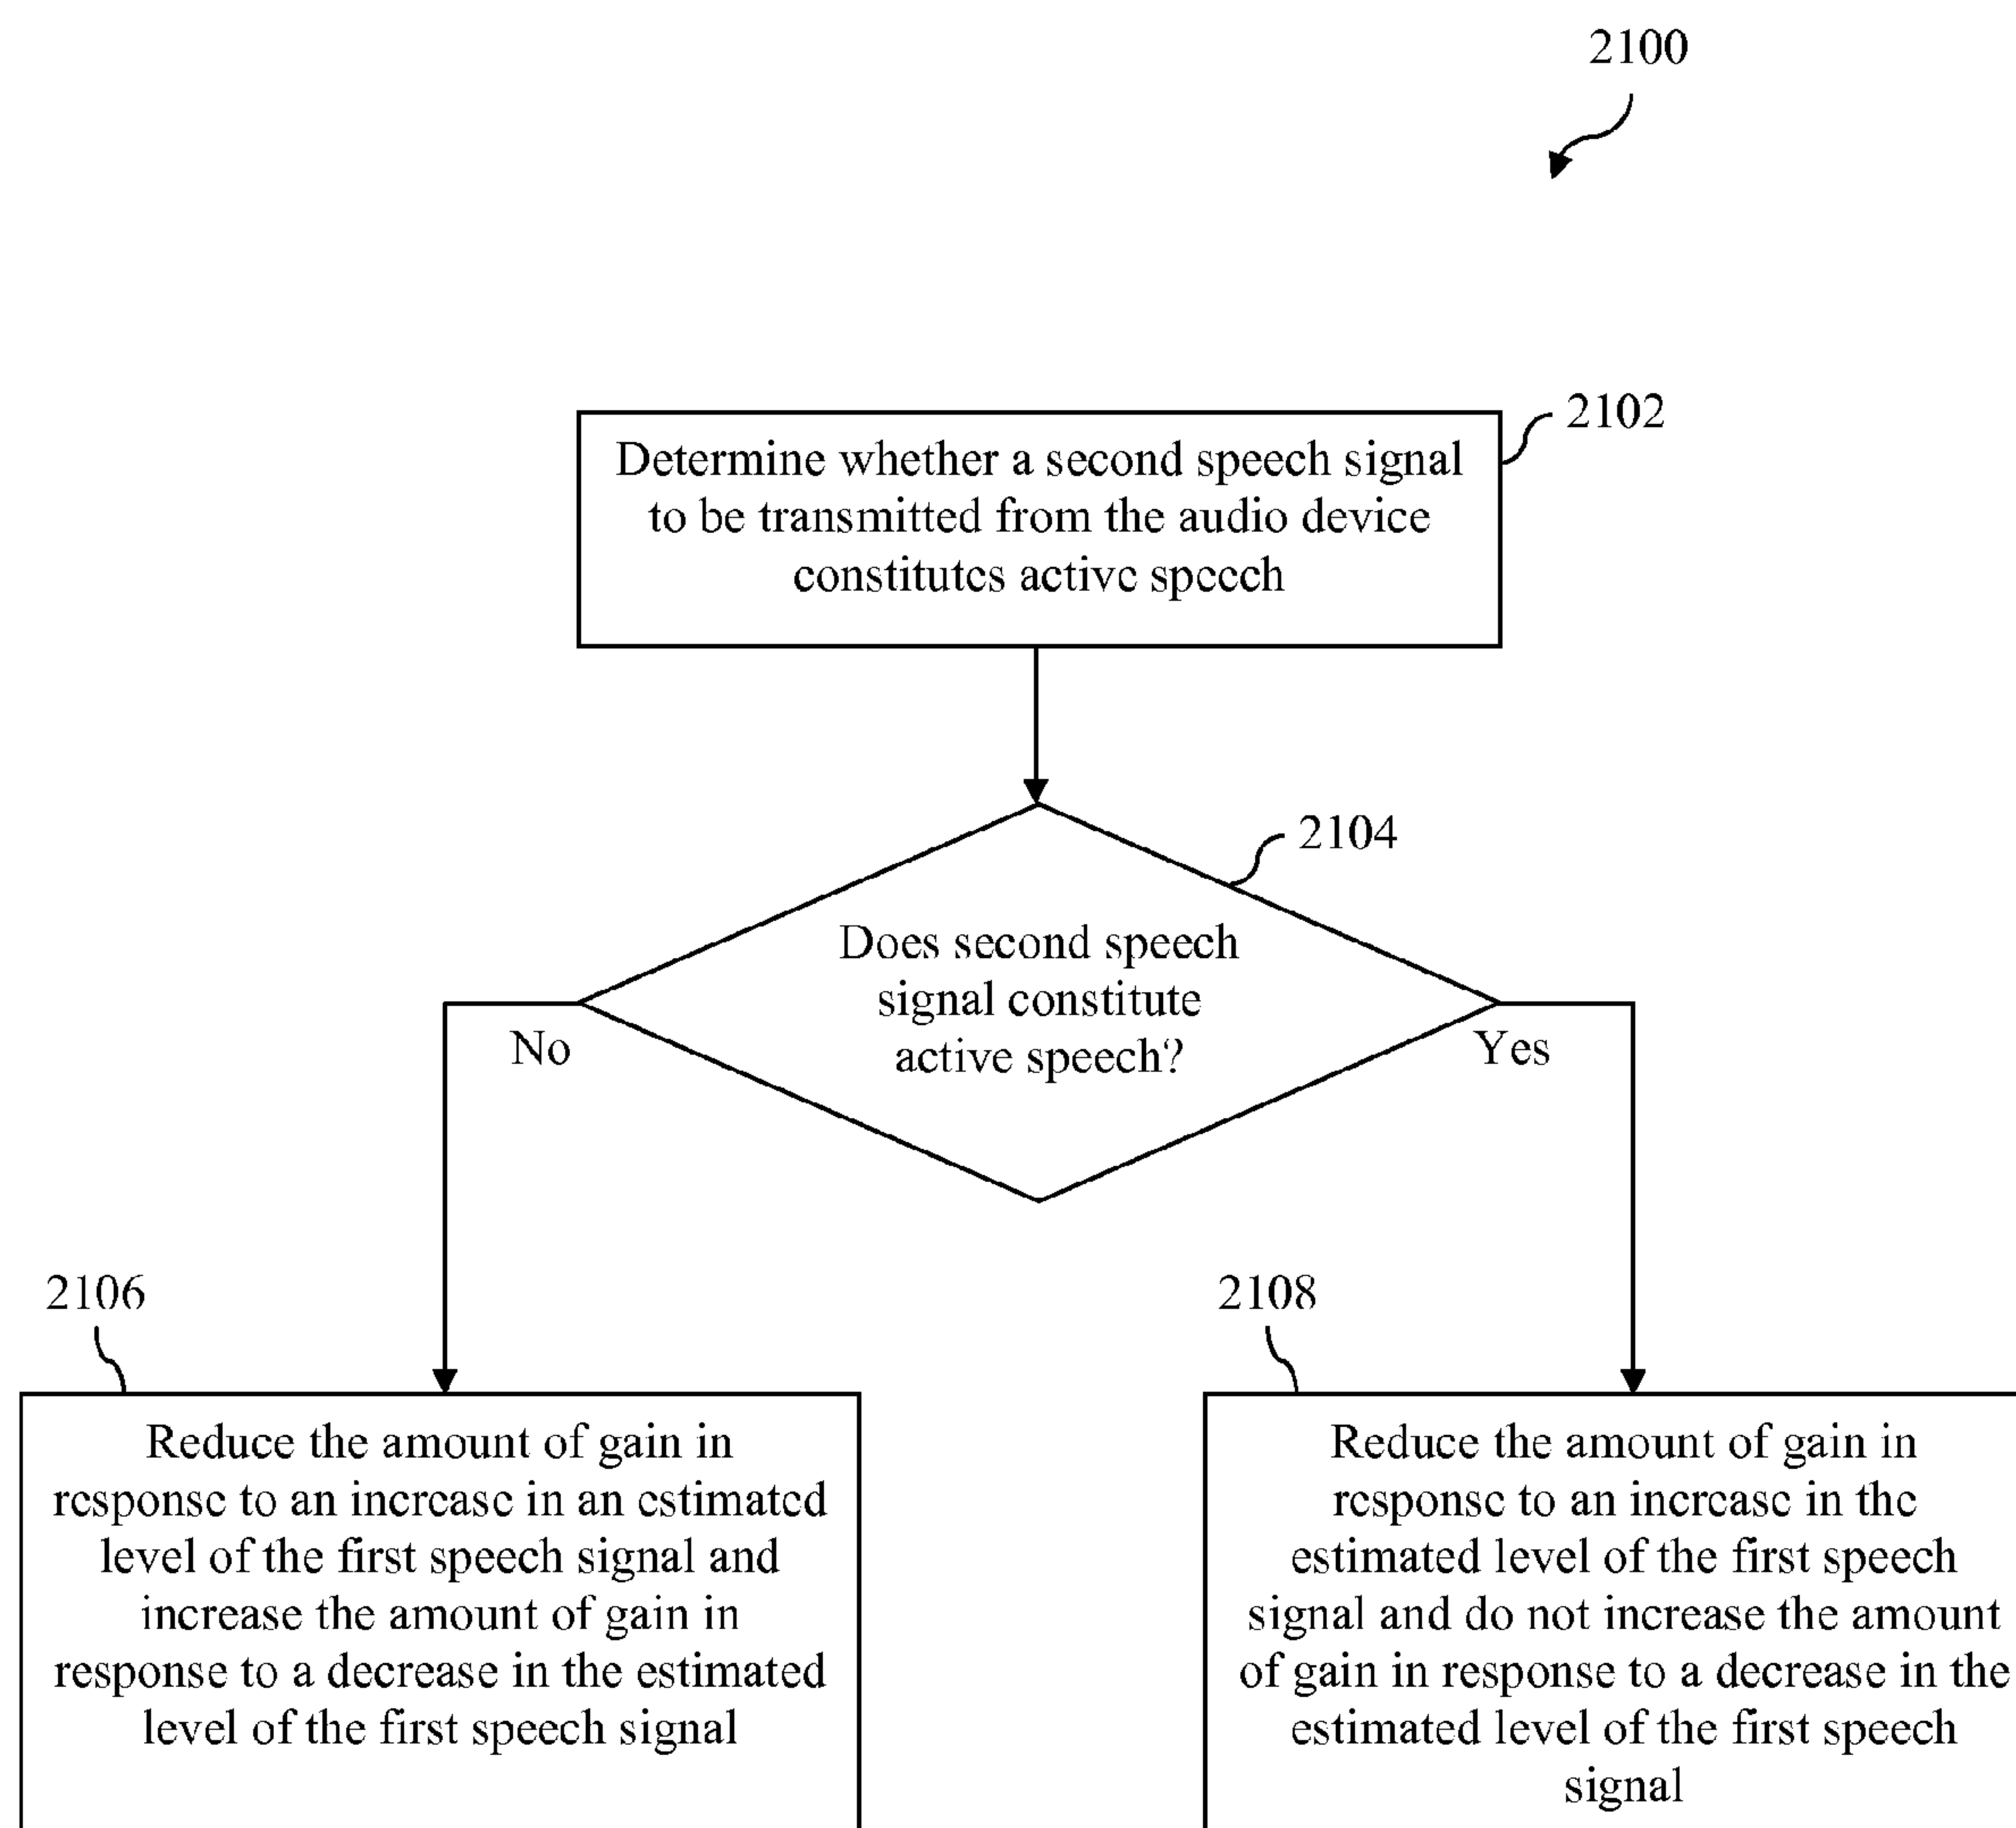 2100
2102
Determine whether a second speech signal
to be transmitted from the audio device
constitutes active speech
2104
Does second speech
signal constitute
active speech?
No
Yes
2106
2108
Reduce the amount of gain in
response to an increase in an estimated
level of the first speech signal and
increase the amount of gain in
response to a decrease in the estimated
level of the first speech signal
Reduce the amount of gain in
response to an increase in the
estimated level of the first speech
signal and do not increase the amount
of gain in response to a decrease in the
estimated level of the first speech
signal